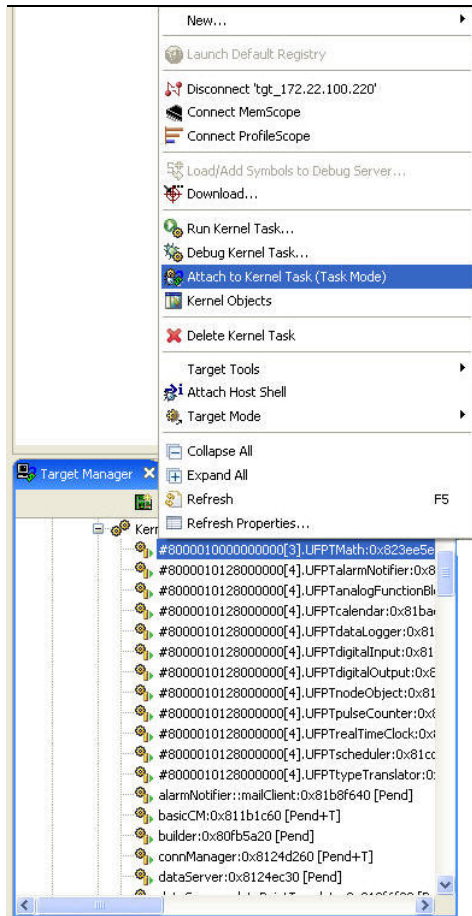 New...
Launch Default Registry
Disconnect 'tgt_172.22.100.220'
Connect MemScope
Connect ProfileScope
Load/Add Symbols to Debug Server...
Download...
Run Kernel Task...
Debug Kernel Task...
Attach to Kernel Task (Task Mode)
Kernel Objects
Delete Kernel Task
Target Tools
Attach Host Shell
Target Mode
Collapse All
Expand All
Refresh F5
Refresh Properties...
Target Manager
Kerr
#8000010000000000[3].UFPTMath:0x823ee5e
#8000010128000000[4].UFPTalarmNotifier:0x8
#8000010128000000[4].UFPTanalogFunctionBl
#8000010128000000[4].UFPTcalendar:0x81ba
#8000010128000000[4].UFPTdataLogger:0x81
#8000010128000000[4].UFPTdigitalInput:0x81
#8000010128000000[4].UFPTdigitalOutput:0x8
#8000010128000000[4].UFPTnodeObject:0x81
#8000010128000000[4].UFPTpulseCounter:0x8
#8000010128000000[4].UFPTrealTimeClock:0x
#8000010128000000[4].UFPTscheduler:0x81cc
#8000010128000000[4].UFPTtypeTranslator:0
alarmNotifier::mailClient:0x81b8f640 [Pend]
basicCM:0x811b1c60 [Pend+T]
builder:0x80fb5a20 [Pend]
connManager:0x8124d260 [Pend+T]
dataServer:0x8124ec30 [Pend]